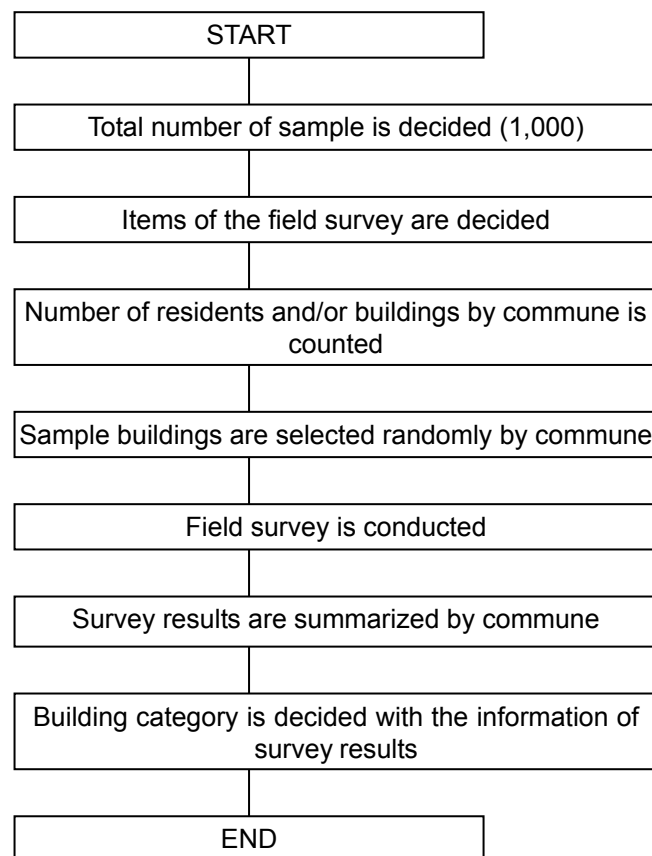 START
Total number of sample is decided (1,000)
Items of the field survey are decided
Number of residents and/or buildings by commune is
counted
Sample buildings are selected randomly by commune
Field survey is conducted
Survey results are summarized by commune
Building category is decided with the information of
survey results
END